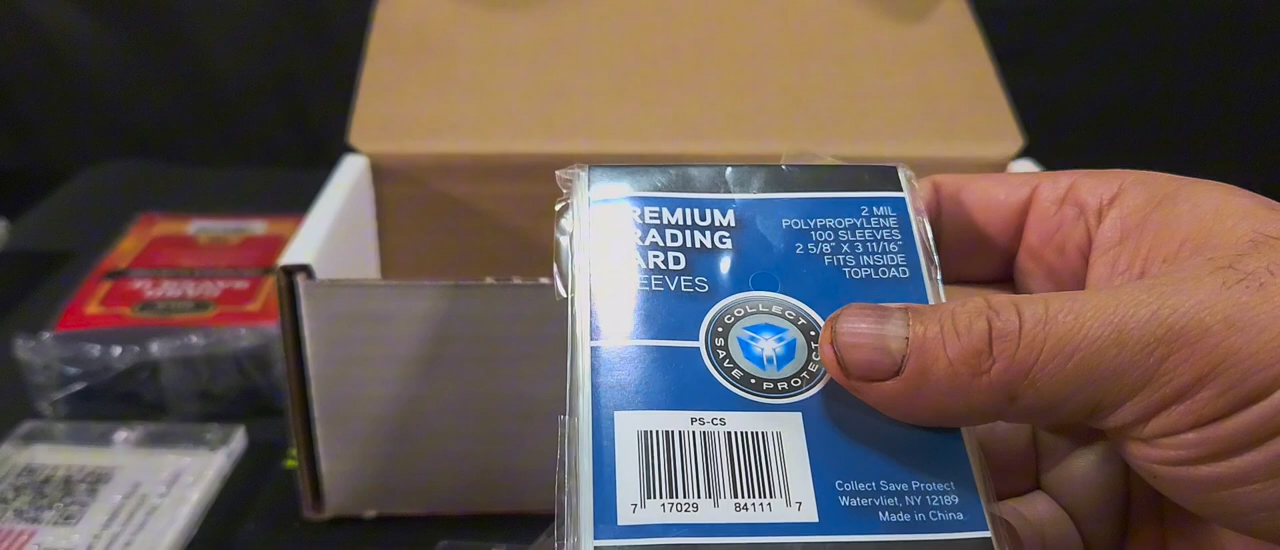 REMIUM
RADING
ARD
EEVES
2 MIL
POLYPROPYLENE
100 SLEEVES
2 5/8" X 3 11/16"
FITS INSIDE
TOPLOAD
COLLECT • SAVE • PROTECT •
PS-CS
7 17029 84111 7
Collect Save Protect
Watervliet, NY 12189
Made in China